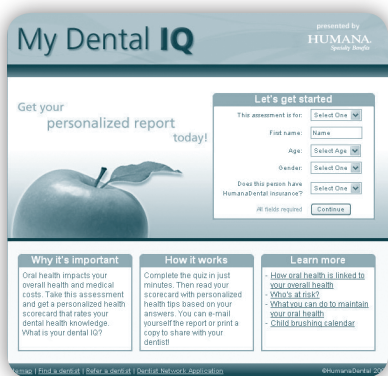 My Dental IQ
presented by
HUMANA
Specialty Benefits
Get your
personalized report
today!
Let's get started
This assessment is for: Select One
First name: Name
Age: Select Age
Gender: Select One
Does this person have
HumanaDental insurance? Select One
All fields required Continue
Why it's important
Oral health impacts your
overall health and medical
costs. Take this assessment
and get a personalized health
scorecard that rates your
dental health knowledge.
What is your dental IQ?
How it works
Complete the quiz in just
minutes. Then read your
scorecard with personalized
health tips based on your
answers. You can e-mail
yourself the report or print a
copy to share with your
dentist!
Learn more
- How oral health is linked to
your overall health
- Who's at risk?
- What you can do to maintain
your oral health
- Child brushing calendar
| Find a dentist | Refer a dentist | Dentist Network Application
©HumanaDental